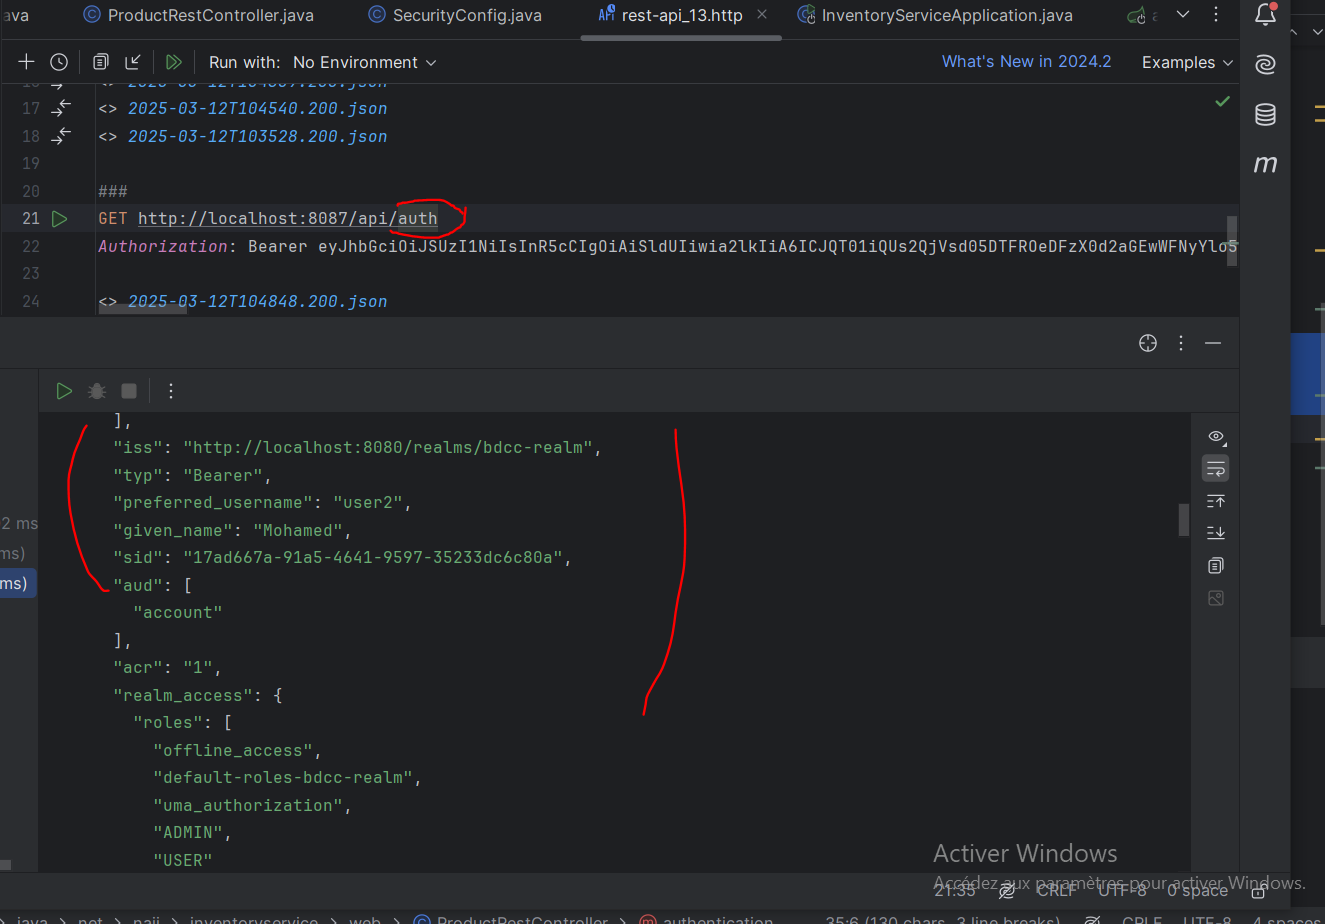 ava
ProductRestController.java
SecurityConfig.java
rest-api_13.http
InventoryServiceApplication.java
Run with: No Environment
What's New in 2024.2
Examples
17 <> 2025-03-12T104540.200.json
18 <> 2025-03-12T103528.200.json
19
20 ###
21 GET http://localhost:8087/api/auth
22 Authorization: Bearer eyJhbGciOiJSUzI1NiIsInR5cCIgOiAiSldUIiwia2lkIiA6ICJQT01iQUs2QjVsd05DTFROeDFzX0d2aGEwWFNyYlo5
23
24 <> 2025-03-12T104848.200.json
],
"iss": "http://localhost:8080/realms/bdcc-realm",
"typ": "Bearer",
"preferred_username": "user2",
2 ms
"given_name": "Mohamed",
ms)
"sid": "17ad667a-91a5-4641-9597-35233dc6c80a",
ms)
"aud": [
"account"
],
"acr": "1",
"realm_access": {
"roles": [
"offline_access",
"default-roles-bdcc-realm",
"uma_authorization",
"ADMIN",
"USER"
Activer Windows
Accédez aux paramètres pour activer Windows.
21:35 CRLF UTF-8 0 space
java > net > naji > inventoryservice > web > ProductRestController > authentication
35:6 (130 chars, 3 line breaks) CRLF UTF-8 4 spaces